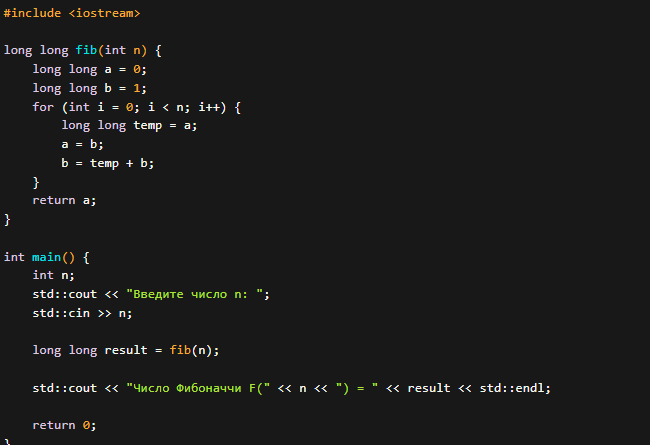 #include <iostream>

long long fib(int n) {
    long long a = 0;
    long long b = 1;
    for (int i = 0; i < n; i++) {
        long long temp = a;
        a = b;
        b = temp + b;
    }
    return a;
}

int main() {
    int n;
    std::cout << "Введите число n: ";
    std::cin >> n;

    long long result = fib(n);

    std::cout << "Число Фибоначчи F(" << n << ") = " << result << std::endl;

    return 0;
}